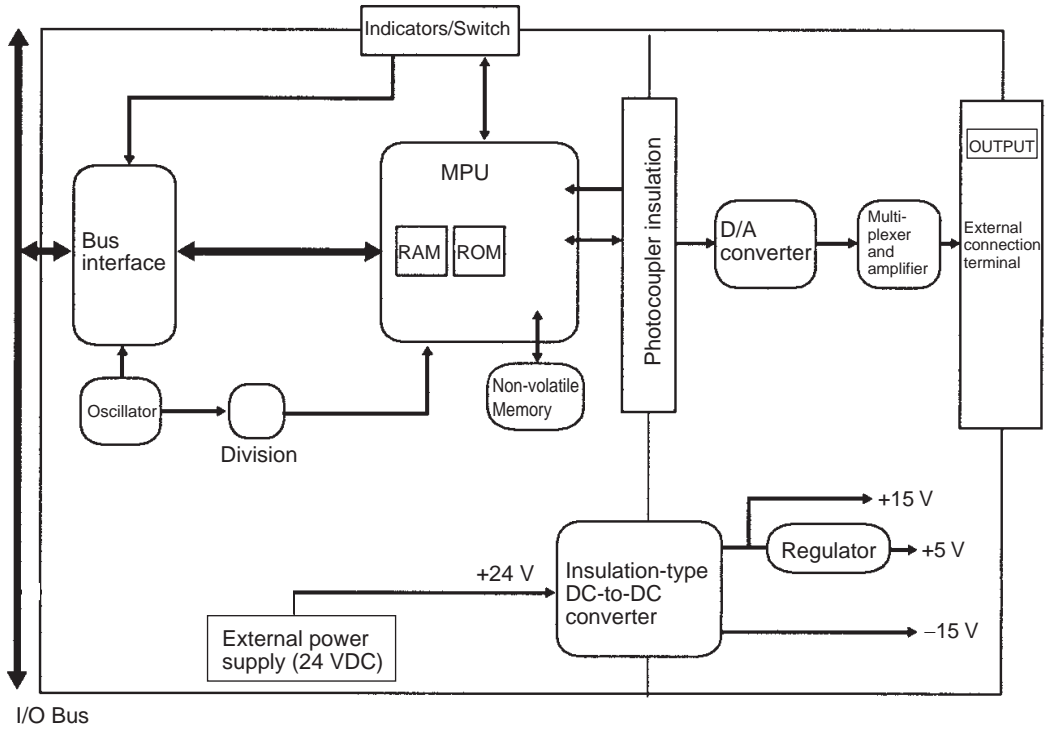 Indicators/Switch
MPU
RAM
ROM
Bus
interface
Oscillator
Division
Non-volatile
Memory
Photocoupler insulation
D/A
converter
Multi-
plexer
and
amplifier
OUTPUT
External
connection
terminal
+15 V
Regulator
+5 V
Insulation-type
DC-to-DC
converter
+24 V
−15 V
External power
supply (24 VDC)
I/O Bus